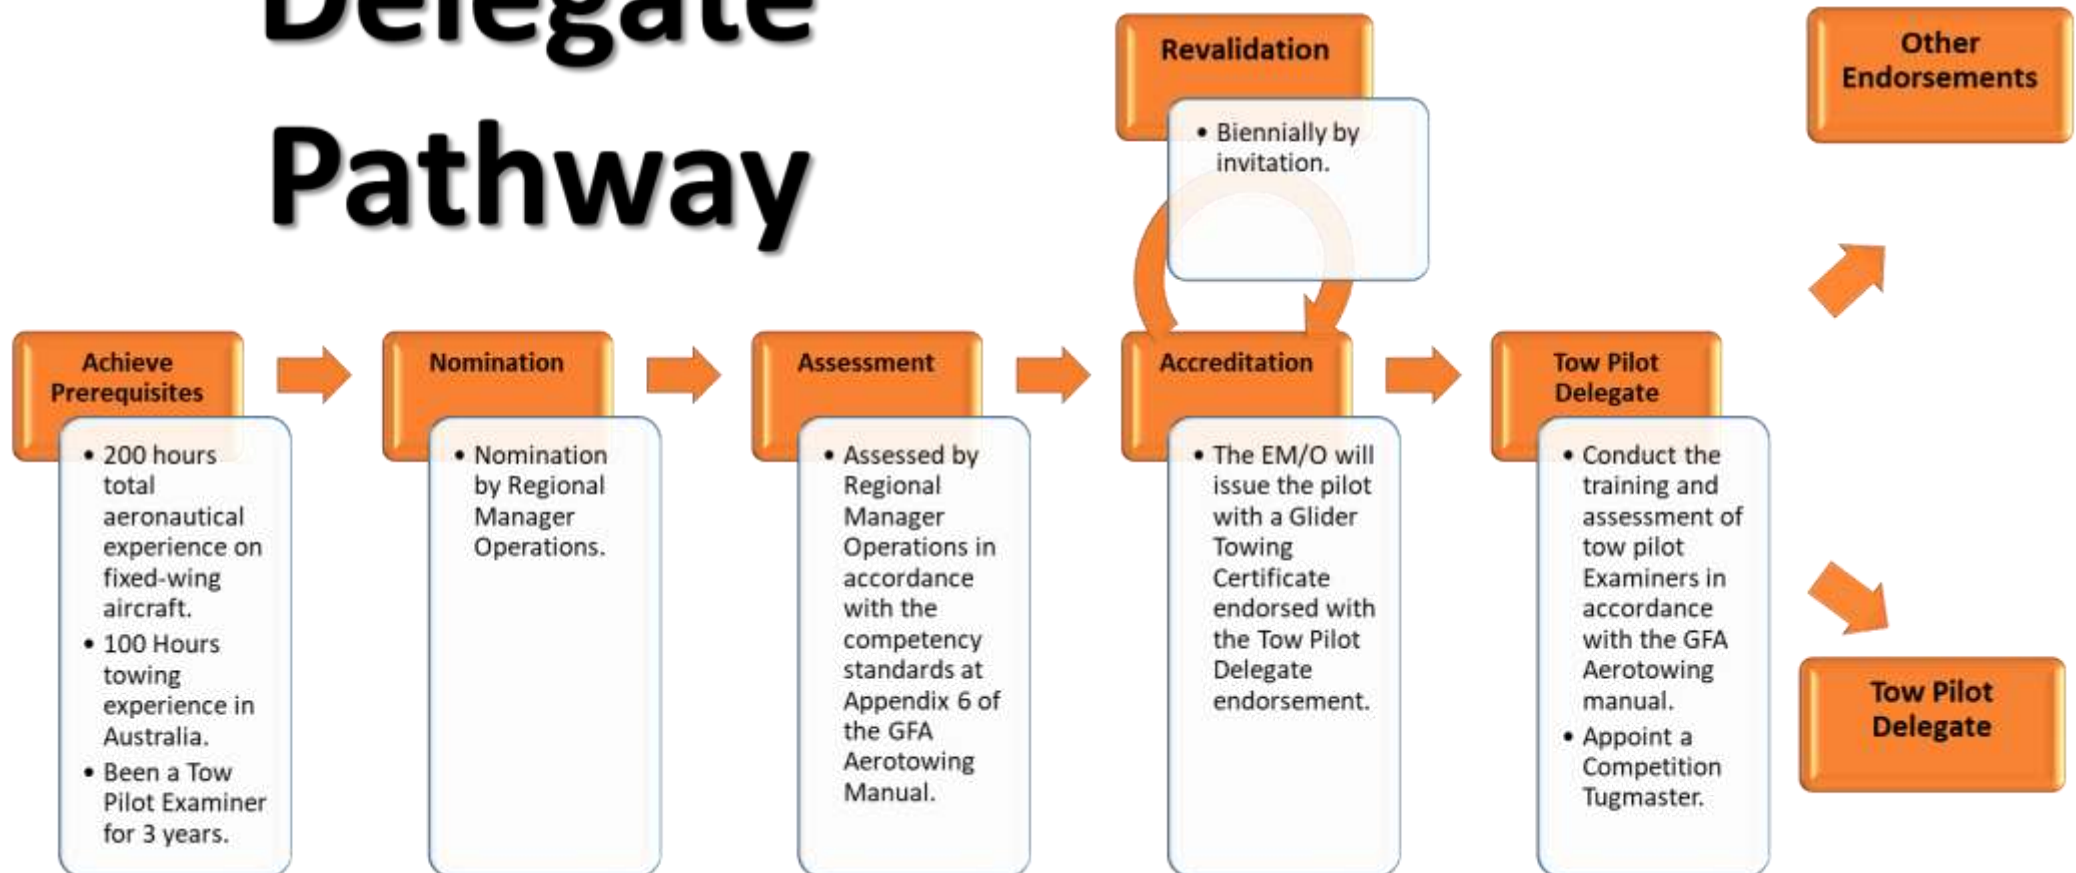 Delegate
Pathway
Revalidation
• Biennially by
invitation.
Other
Endorsements
Achieve
Prerequisites
• 200 hours
total
aeronautical
experience on
fixed-wing
aircraft.
• 100 Hours
towing
experience in
Australia.
• Been a Tow
Pilot Examiner
for 3 years.
Nomination
• Nomination
by Regional
Manager
Operations.
Assessment
• Assessed by
Regional
Manager
Operations in
accordance
with the
competency
standards at
Appendix 6 of
the GFA
Aerotowing
Manual.
Accreditation
• The EM/O will
issue the pilot
with a Glider
Towing
Certificate
endorsed with
the Tow Pilot
Delegate
endorsement.
Tow Pilot
Delegate
• Conduct the
training and
assessment of
tow pilot
Examiners in
accordance
with the GFA
Aerotowing
manual.
• Appoint a
Competition
Tugmaster.
Tow Pilot
Delegate